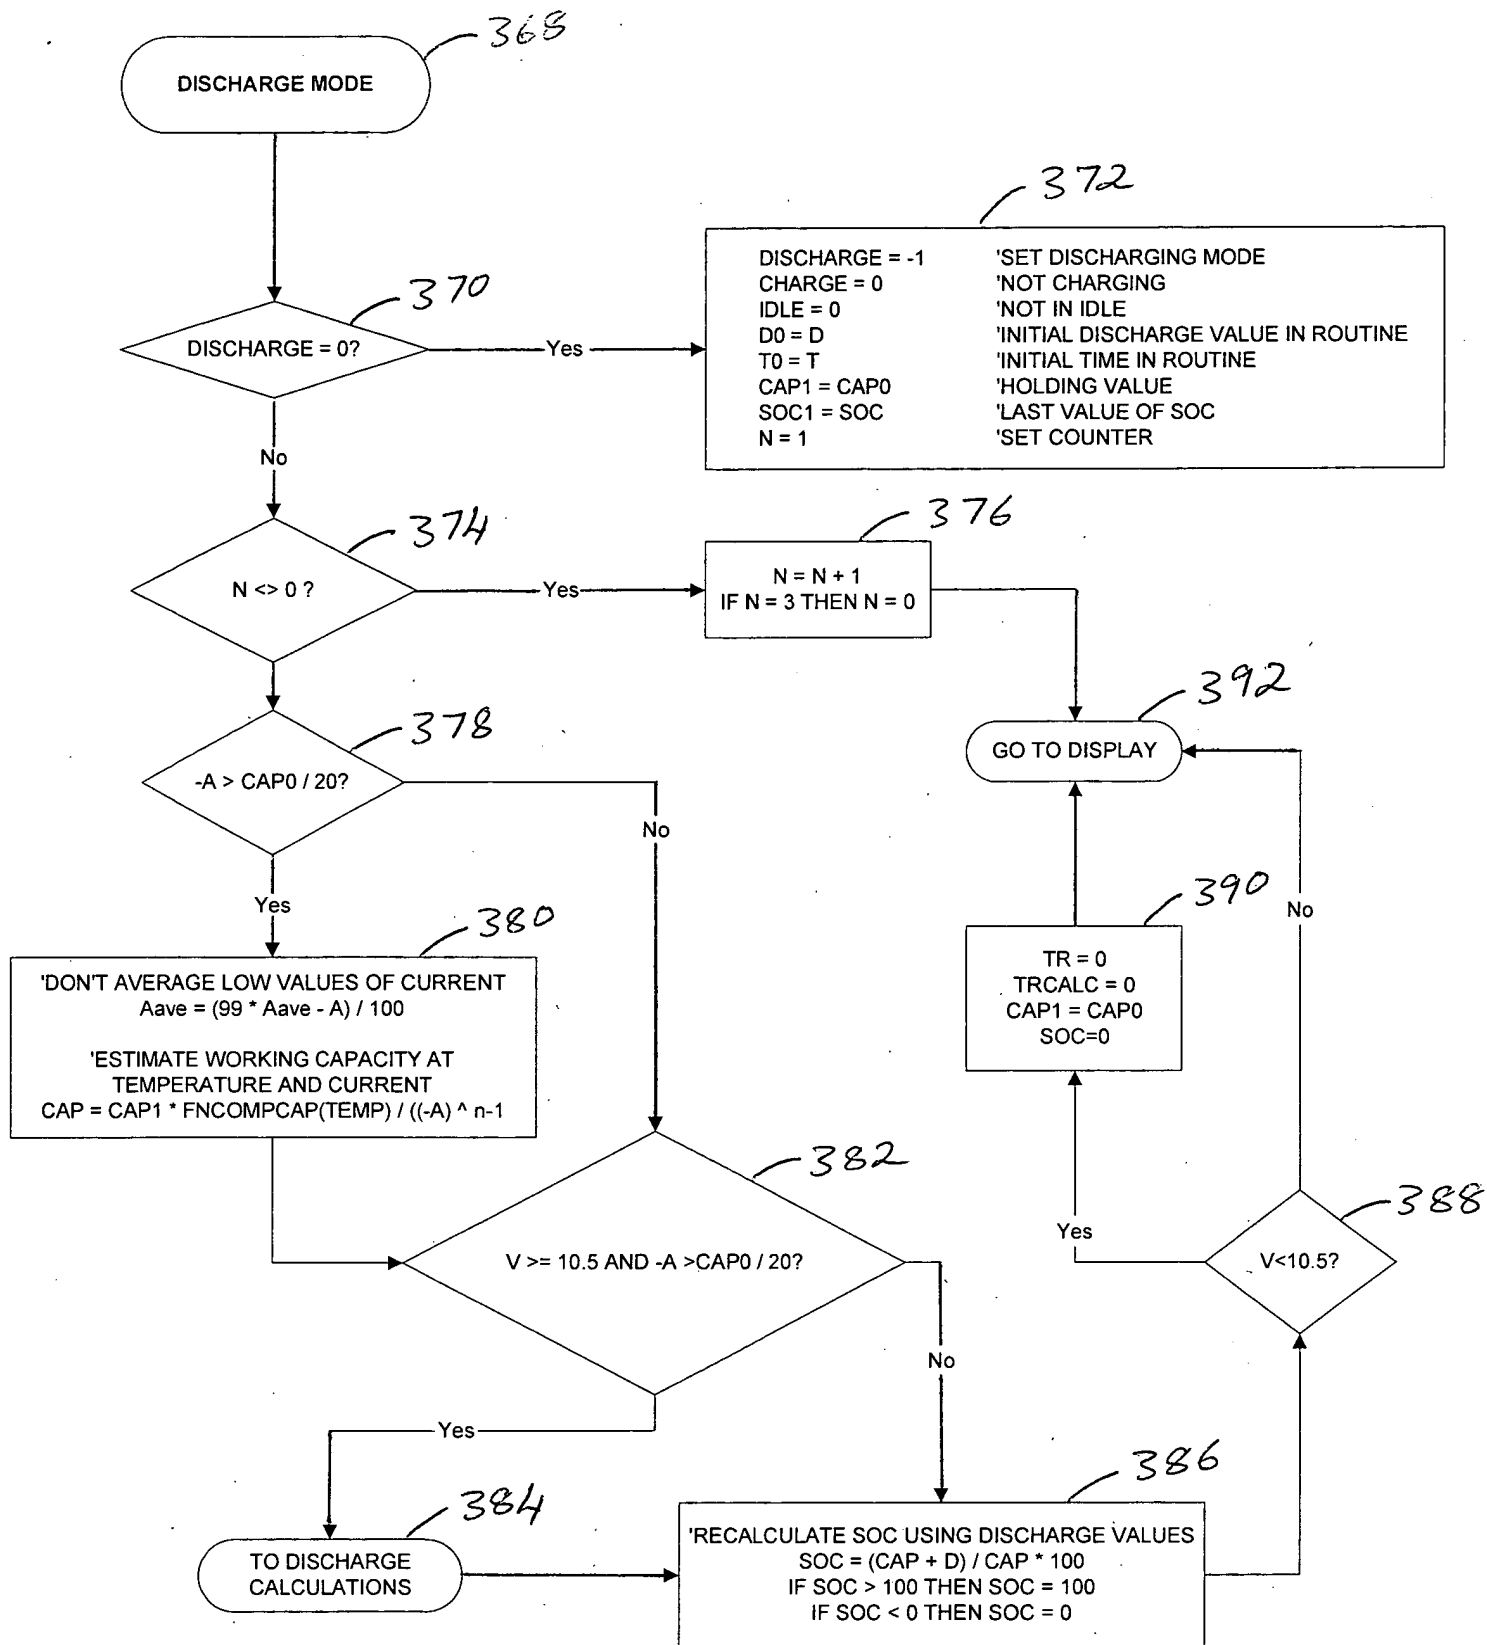 368
DISCHARGE MODE
372
DISCHARGE = -1 'SET DISCHARGING MODE
CHARGE = 0 'NOT CHARGING
IDLE = 0 'NOT IN IDLE
D0 = D 'INITIAL DISCHARGE VALUE IN ROUTINE
T0 = T 'INITIAL TIME IN ROUTINE
CAP1 = CAP0 'HOLDING VALUE
SOC1 = SOC 'LAST VALUE OF SOC
N = 1 'SET COUNTER
370
DISCHARGE = 0?
Yes
No
374
N <> 0 ?
Yes
376
N = N + 1
IF N = 3 THEN N = 0
378
-A > CAP0 / 20?
No
Yes
392
GO TO DISPLAY
380
'DON'T AVERAGE LOW VALUES OF CURRENT
Aave = (99 * Aave - A) / 100
'ESTIMATE WORKING CAPACITY AT
TEMPERATURE AND CURRENT
CAP = CAP1 * FNCOMPCAP(TEMP) / ((-A) ^ n-1
390
TR = 0
TRCALC = 0
CAP1 = CAP0
SOC=0
No
382
V >= 10.5 AND -A >CAP0 / 20?
Yes
388
V<10.5?
No
Yes
384
TO DISCHARGE
CALCULATIONS
386
'RECALCULATE SOC USING DISCHARGE VALUES
SOC = (CAP + D) / CAP * 100
IF SOC > 100 THEN SOC = 100
IF SOC < 0 THEN SOC = 0